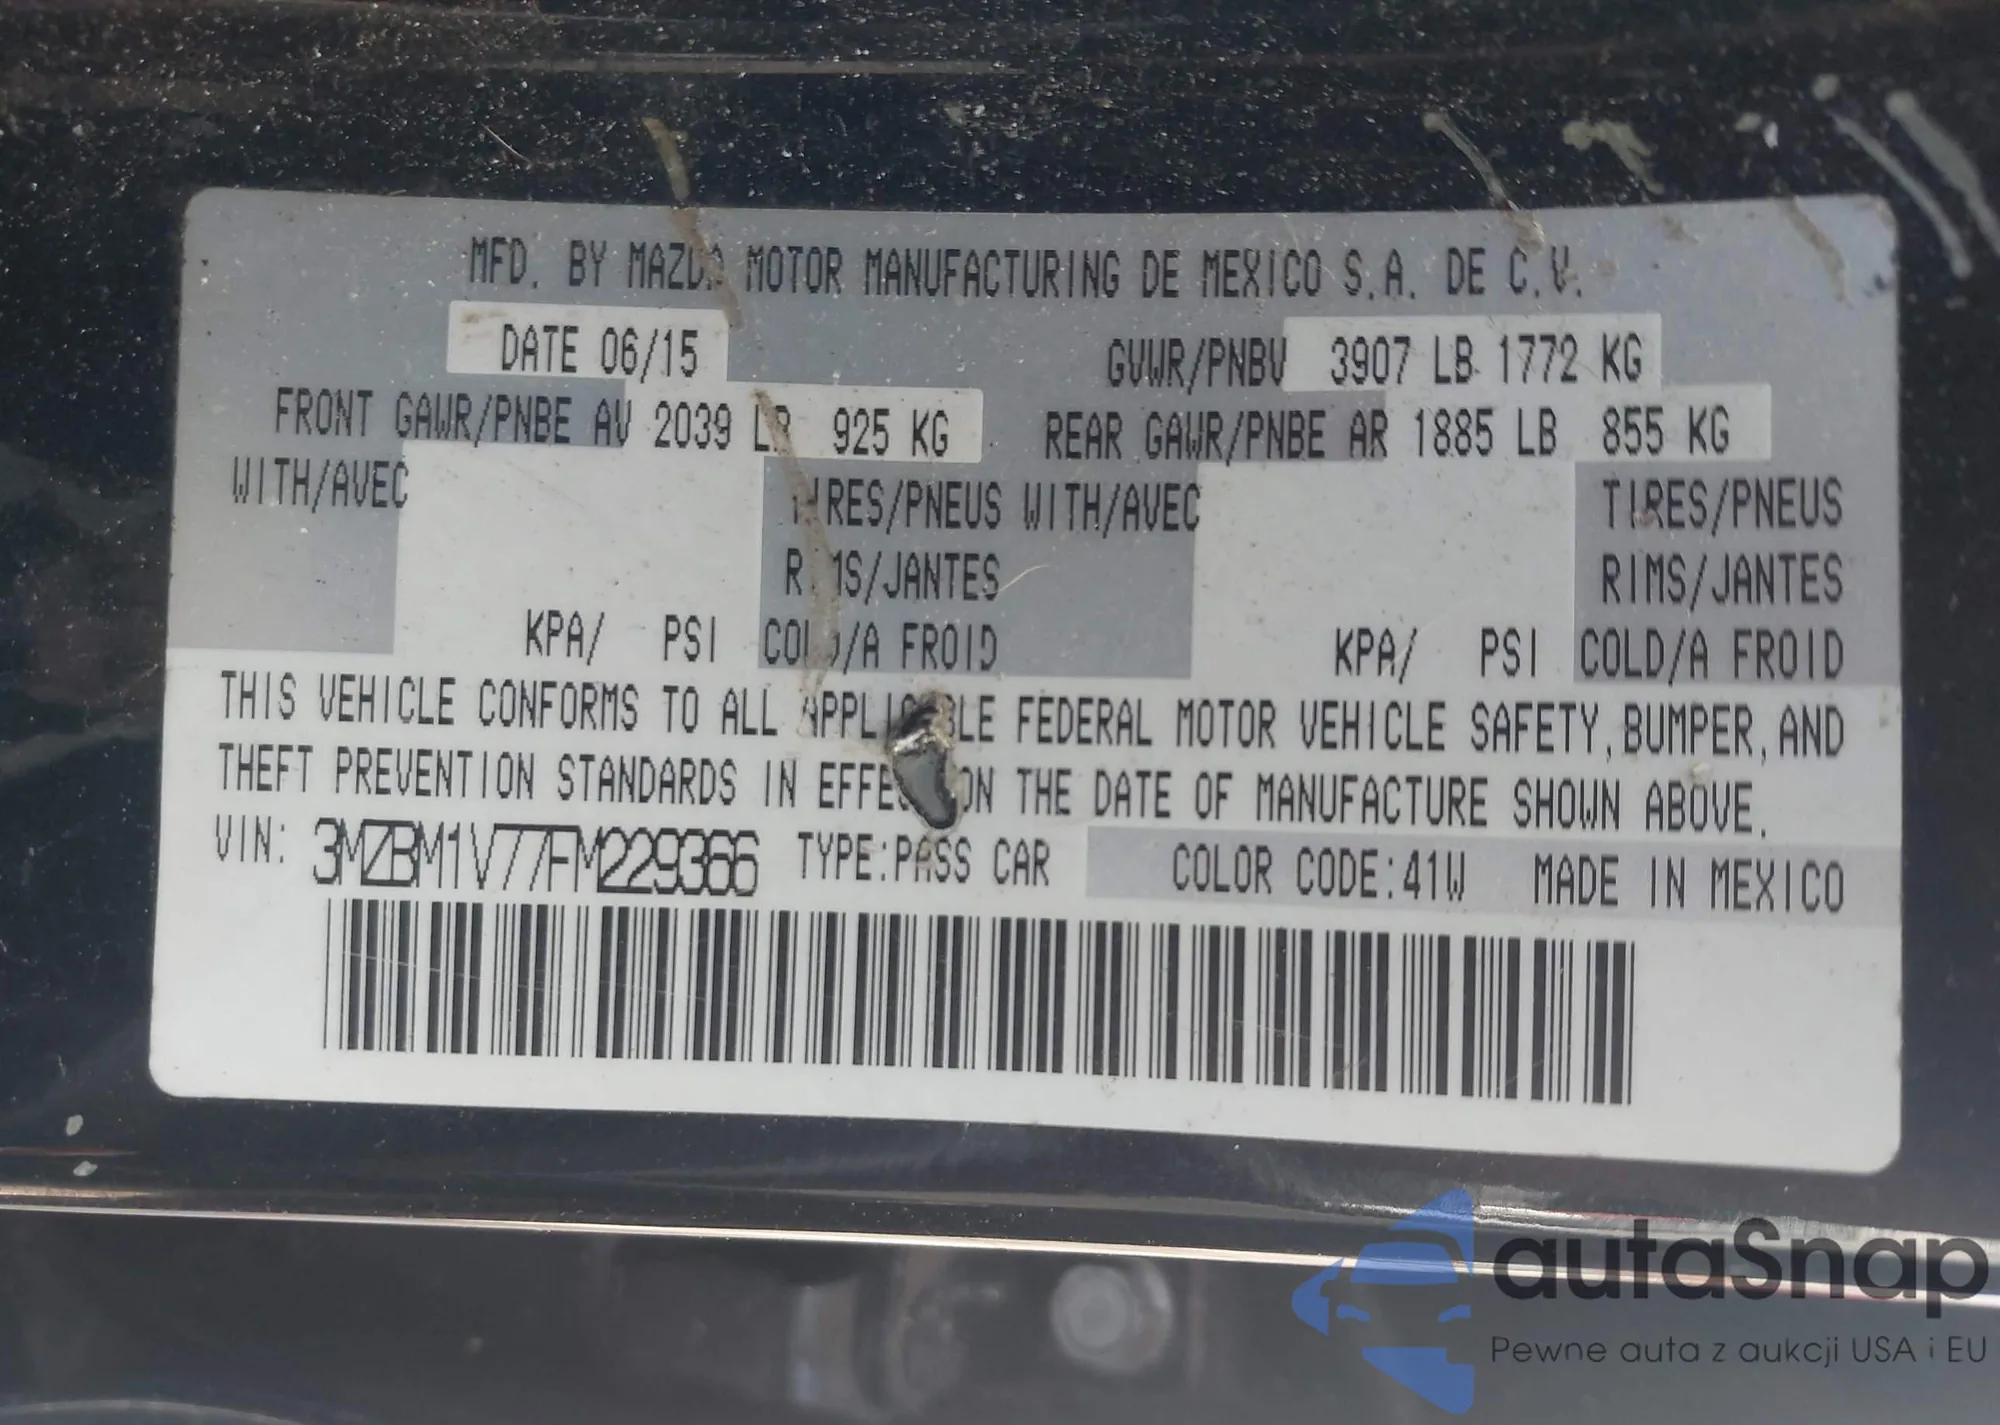 MFD. BY MAZDA MOTOR MANUFACTURING DE MEXICO S.A. DE C.V.
DATE 06/15 GVWR/PNBV 3907 LB 1772 KG
FRONT GAWR/PNBE AV 2039 LB 925 KG REAR GAWR/PNBE AR 1885 LB 855 KG
WITH/AVEC TIRES/PNEUS WITH/AVEC TIRES/PNEUS
RIMS/JANTES RIMS/JANTES
KPA/ PSI COLD/A FROID KPA/ PSI COLD/A FROID
THIS VEHICLE CONFORMS TO ALL APPLICABLE FEDERAL MOTOR VEHICLE SAFETY, BUMPER, AND
THEFT PREVENTION STANDARDS IN EFFECT ON THE DATE OF MANUFACTURE SHOWN ABOVE.
VIN: 3MZBM1V77FM229366 TYPE: PASS CAR COLOR CODE: 41W MADE IN MEXICO
autaSnap
Pewne auta z aukcji USA i EU